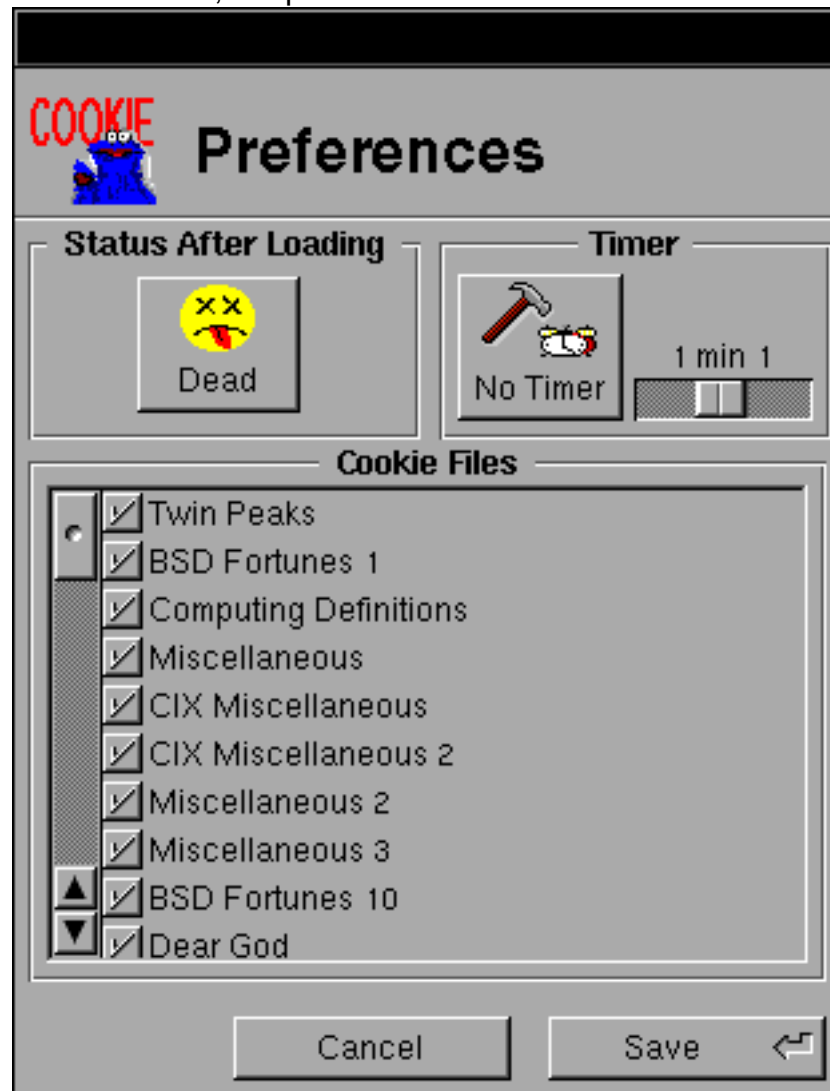 COOKIE
Preferences
Status After Loading
Timer
Dead
No Timer
1 min 1
Cookie Files
Twin Peaks
BSD Fortunes 1
Computing Definitions
Miscellaneous
CIX Miscellaneous
CIX Miscellaneous 2
Miscellaneous 2
Miscellaneous 3
BSD Fortunes 10
Dear God
Cancel
Save